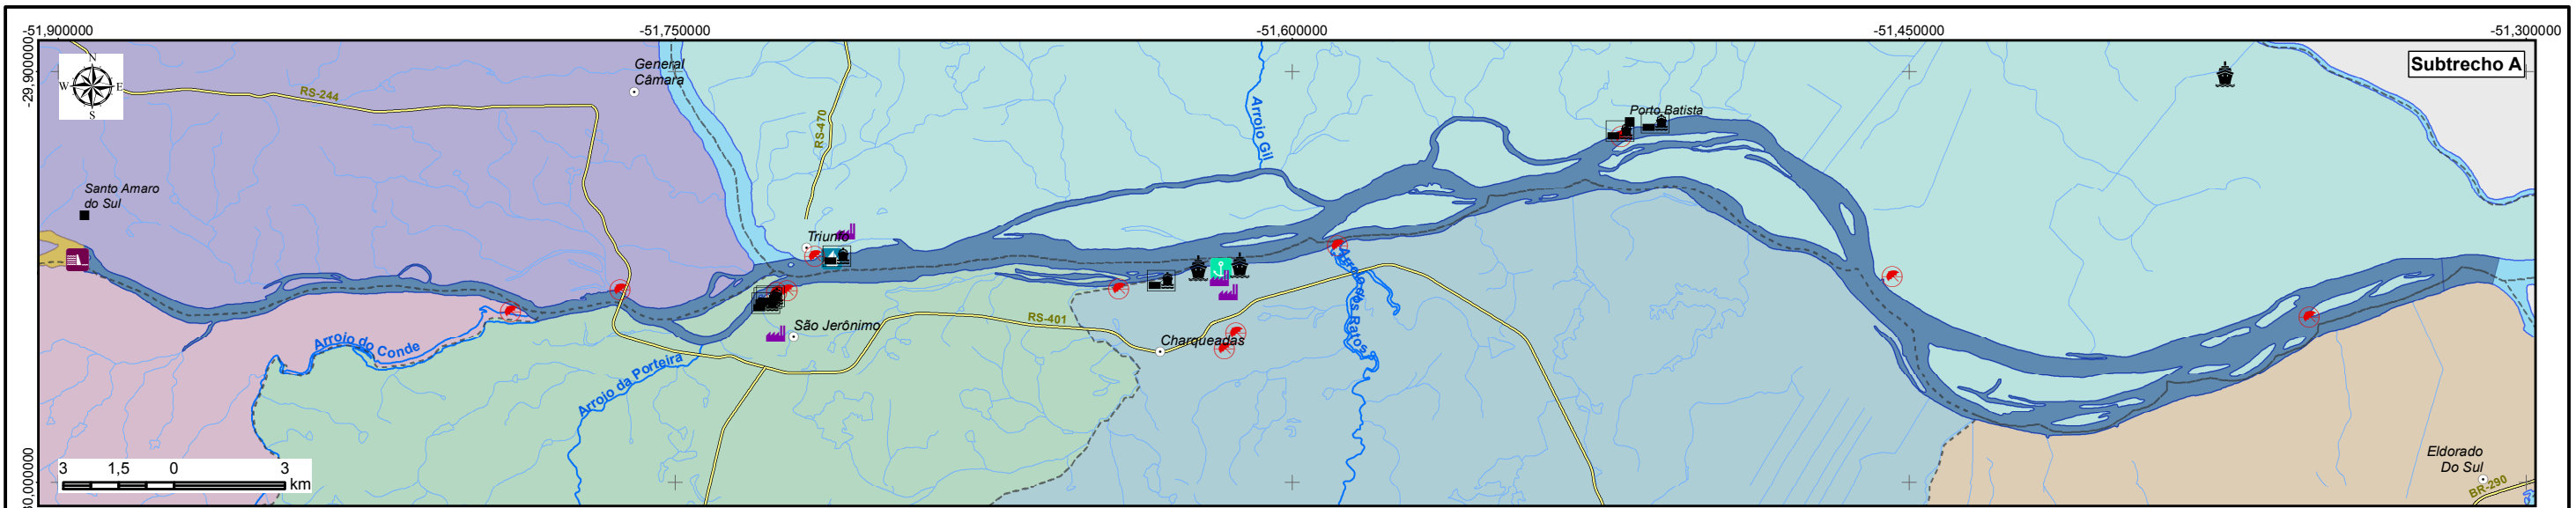 -51,900000
-51,750000
-51,600000
-51,450000
-51,300000
-29,900000
Subtrecho A
N
W
E
S
General
Câmara
RS-244
RS-470
Arroio Gil
Porto Batista
Santo Amaro
do Sul
Triunfo
Arroio dos Ratos
São Jerônimo
RS-401
Charqueadas
Arroio do Conde
Arroio da Porteira
Eldorado
Do Sul
BR-290
3
1,5
0
3
km